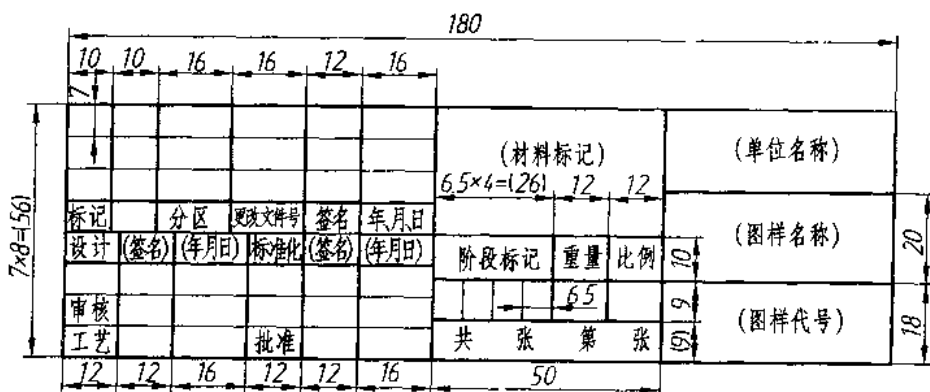 180
10 10 16 16 12 16
7
(材料标记)
(单位名称)
6.5×4=(26) 12 12
7×8=(56)
标记 分区 更改文件号 签名 年、月、日
设计 (签名) (年月日) 标准化 (签名) (年月日)
阶段标记 重量 比例 10
(图样名称) 20
6.5 9
审核
(图样代号) 18
工艺 批准
共 张 第 张 (9)
12 12 16 12 12 16 50